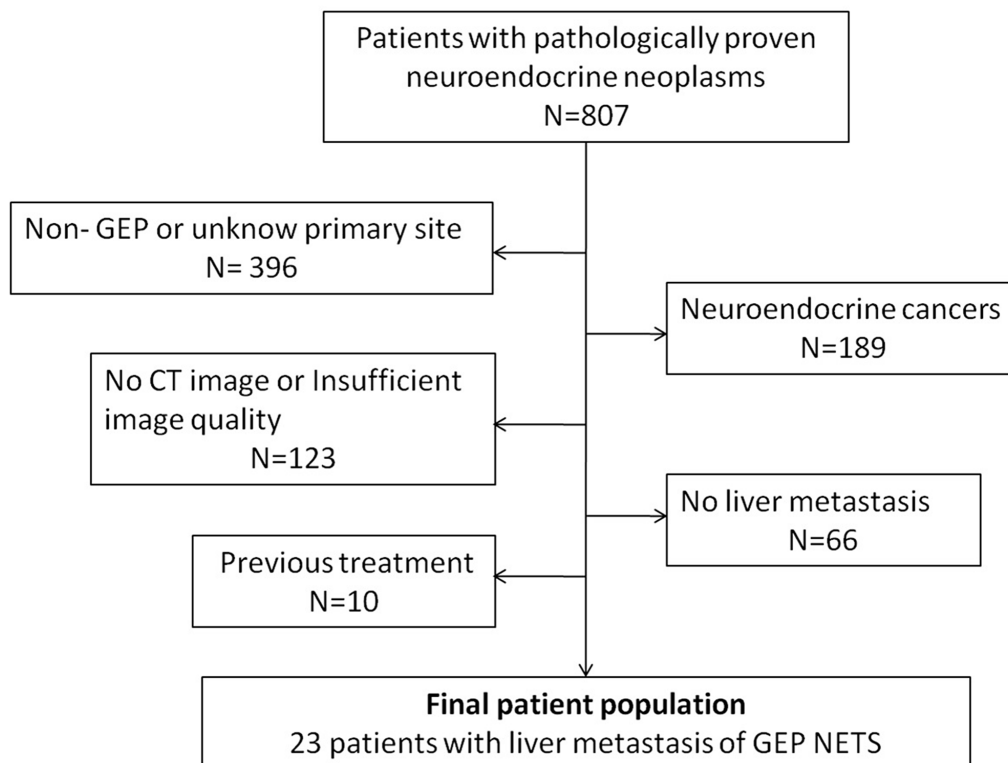 Patients with pathologically proven
neuroendocrine neoplasms
N=807
Non- GEP or unknow primary site
N= 396
Neuroendocrine cancers
N=189
No CT image or Insufficient
image quality
N=123
No liver metastasis
N=66
Previous treatment
N=10
Final patient population
23 patients with liver metastasis of GEP NETS